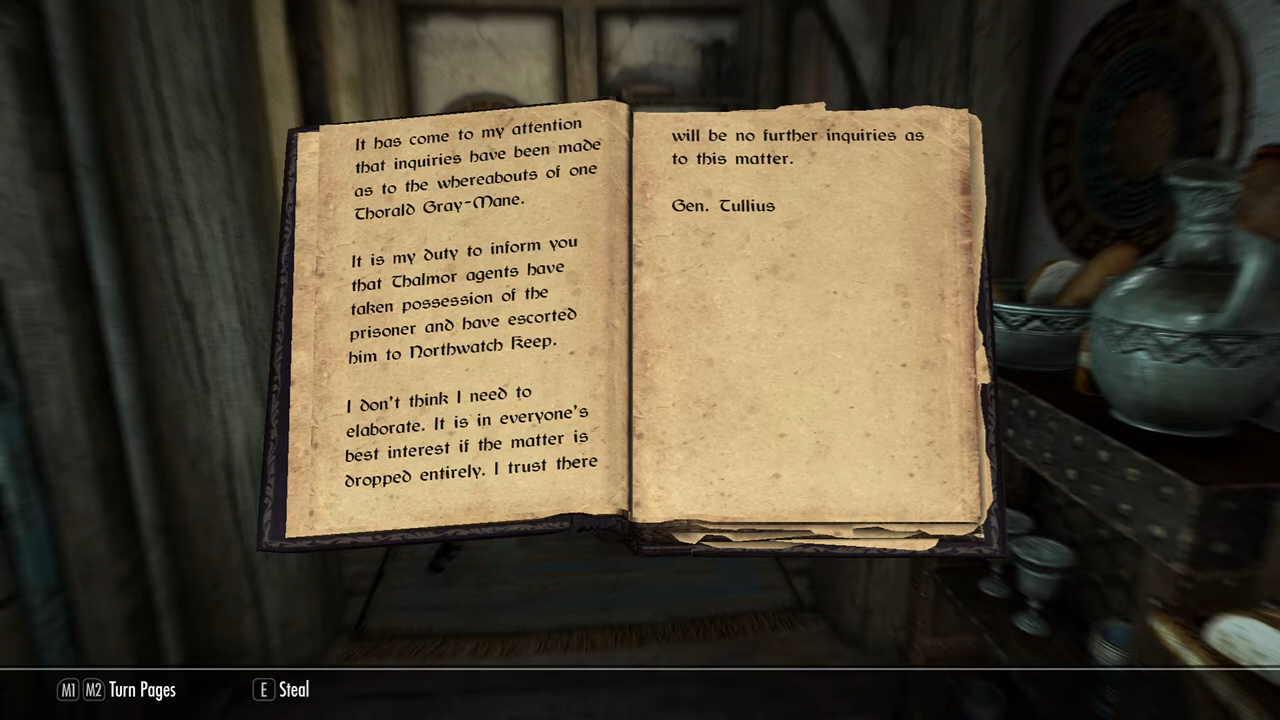 It has come to my attention
that inquiries have been made
as to the whereabouts of one
Thorald Gray-Mane.
It is my duty to inform you
that Thalmor agents have
taken possession of the
prisoner and have escorted
him to Northwatch Keep.
I don't think I need to
elaborate. It is in everyone's
best interest if the matter is
dropped entirely. I trust there
will be no further inquiries as
to this matter.
Gen. Tullius
M1 M2 Turn Pages
E Steal